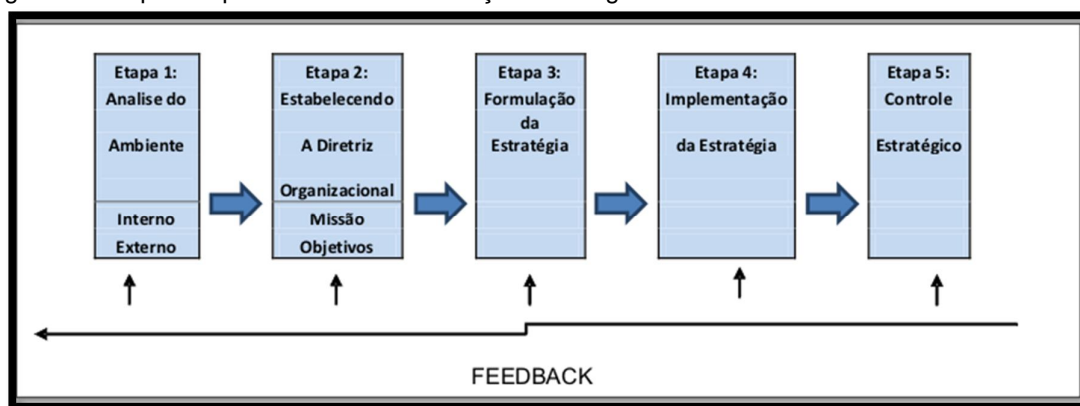 Etapa 1:
Analise do
Ambiente
Interno
Externo
Etapa 2:
Estabelecendo
A Diretriz
Organizacional
Missão
Objetivos
Etapa 3:
Formulação
da
Estratégia
Etapa 4:
Implementação
da Estratégia
Etapa 5:
Controle
Estratégico
FEEDBACK